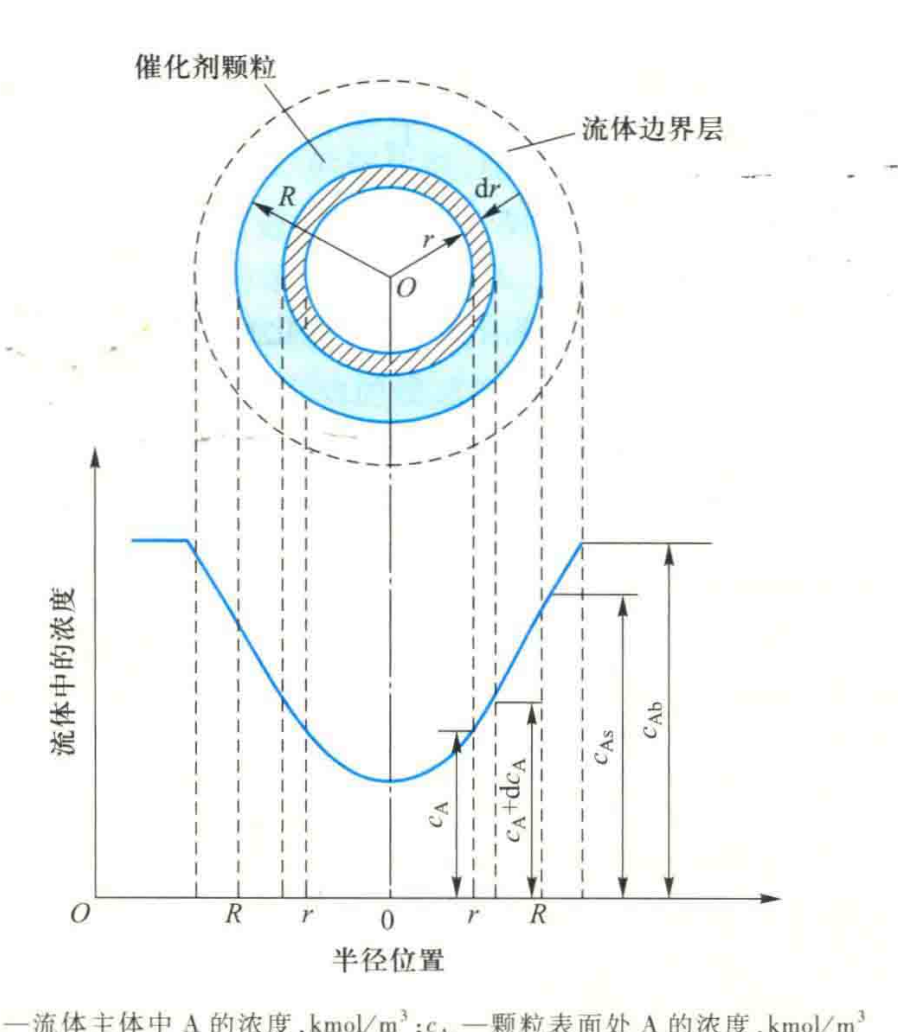 催化剂颗粒
流体边界层
R
dr
r
O
流体中的浓度
c_A
c_A+dc_A
c_As
c_Ab
O
R
r
0
r
R
半径位置
—流体主体中 A 的浓度,kmol/m³;c, —颗粒表面处 A 的浓度,kmol/m³